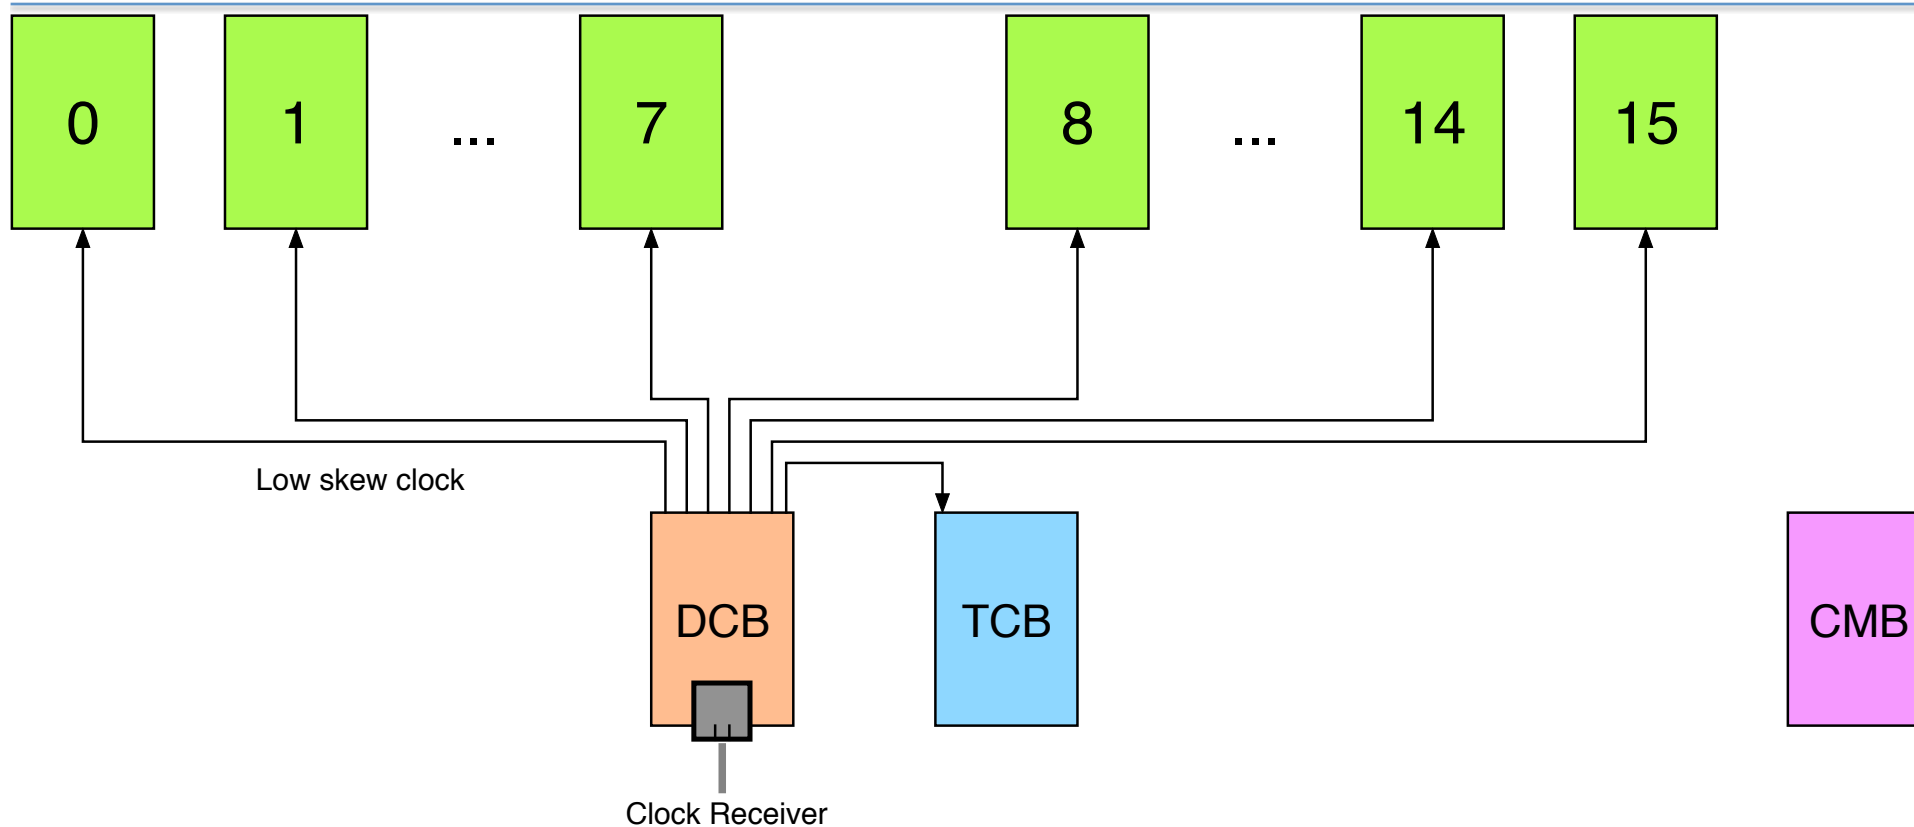 0
1
...
7
8
...
14
15
Low skew clock
DCB
TCB
CMB
Clock Receiver